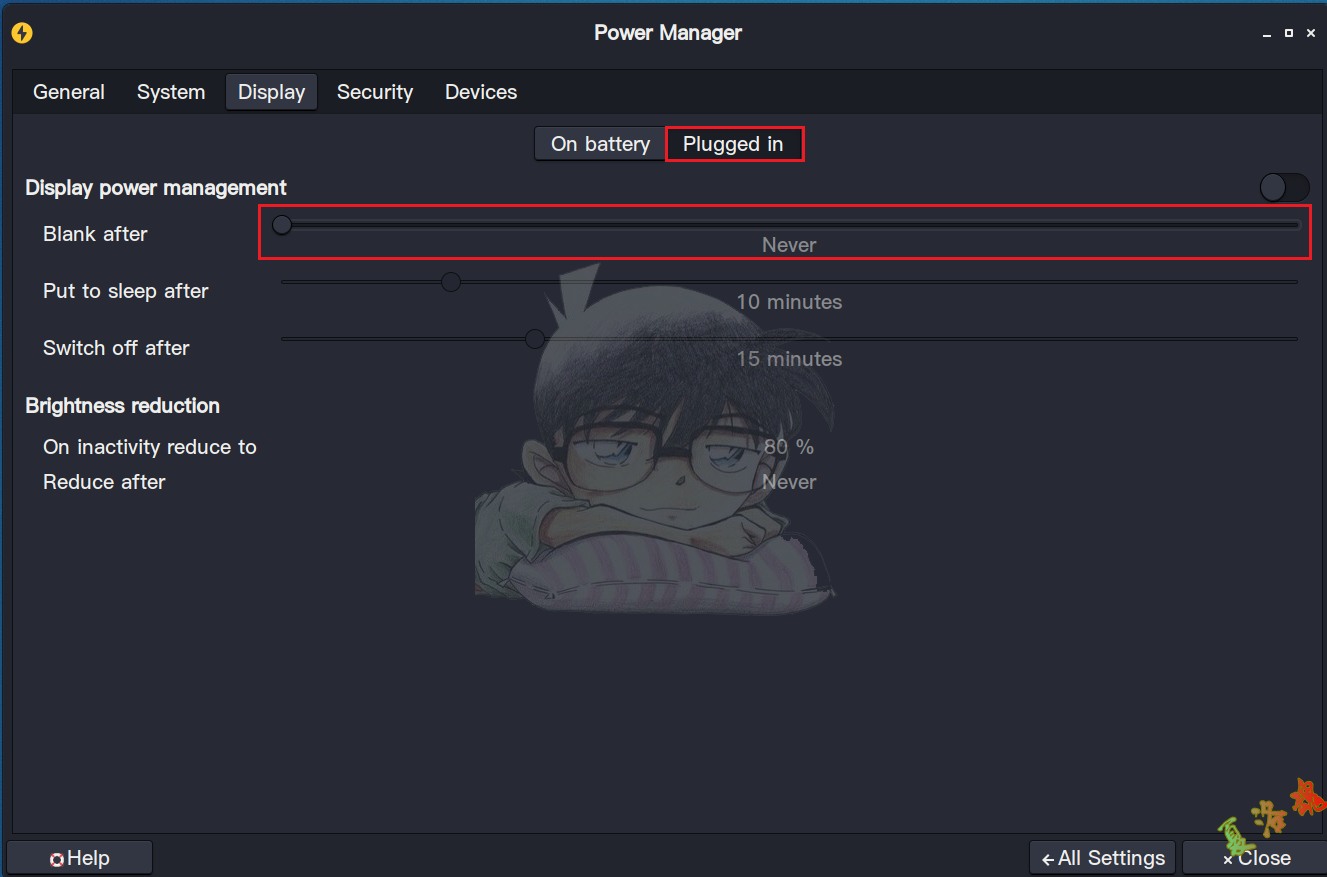 Power Manager
General System Display Security Devices
On battery Plugged in
Display power management
Blank after
Never
Put to sleep after
10 minutes
Switch off after
15 minutes
Brightness reduction
On inactivity reduce to 80 %
Reduce after Never
Help All Settings Close